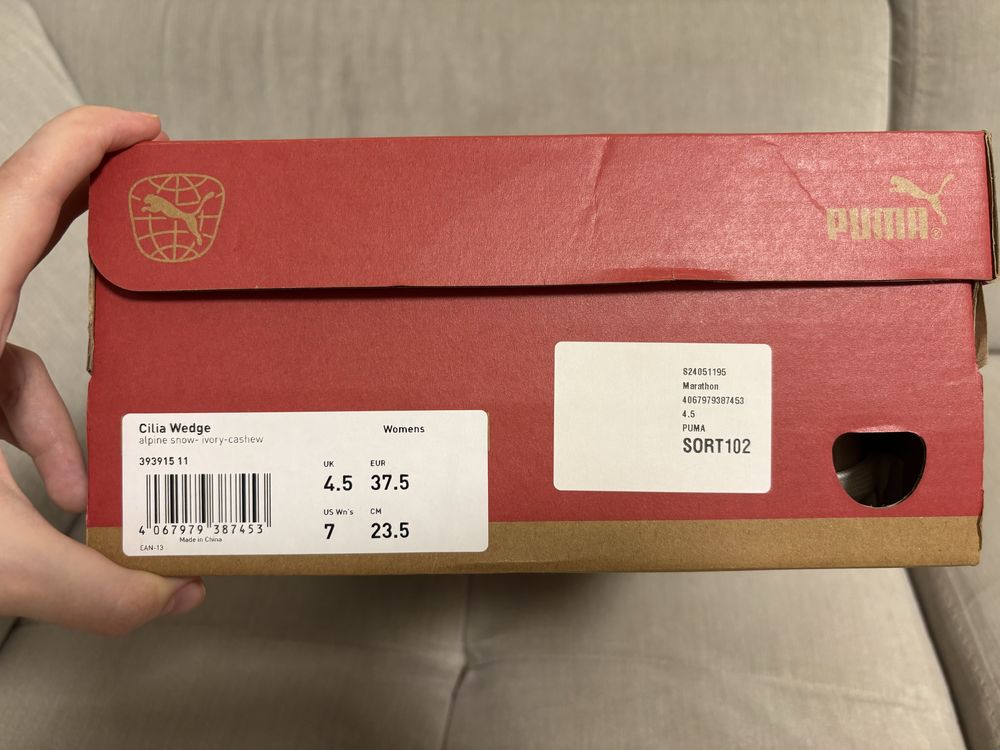 PUMA®
Cilia Wedge
Womens
alpine snow- ivory-cashew
393915 11
UK
EUR
4.5
37.5
US Wn's
CM
7
23.5
4 067979 387453
Made in China
EAN-13
S24051195
Marathon
4067979387453
4.5
PUMA
SORT102